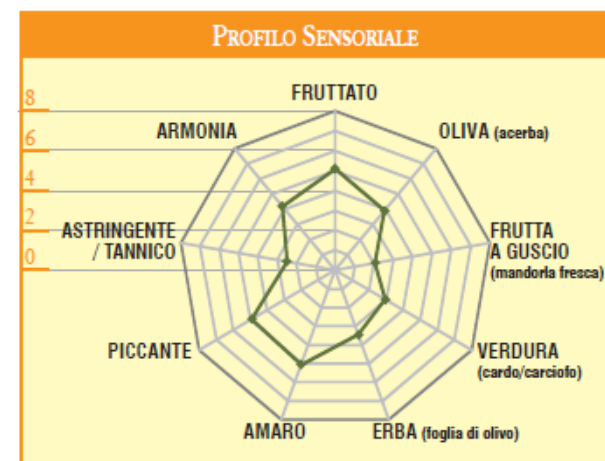 PROFILO SENSORIALE
8
6
4
2
0
FRUTTATO
OLIVA (acerba)
FRUTTA
A GUSCIO
(mandorla fresca)
VERDURA
(cardo/carciofo)
ERBA (foglia di olivo)
AMARO
PICCANTE
ASTRINGENTE
/ TANNICO
ARMONIA